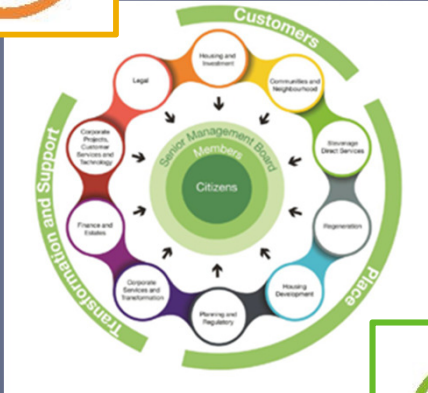 Customers
Housing and
Investment
Communities and
Neighbourhood
Stevenage
Direct Services
Regeneration
Place
Housing
Development
Planning and
Regulatory
Corporate
Services and
Transformation
Finance and
Estates
Corporate
Projects,
Customer
Services and
Technology
Transformation and Support
Legal
Senior Management Board
Members
Citizens